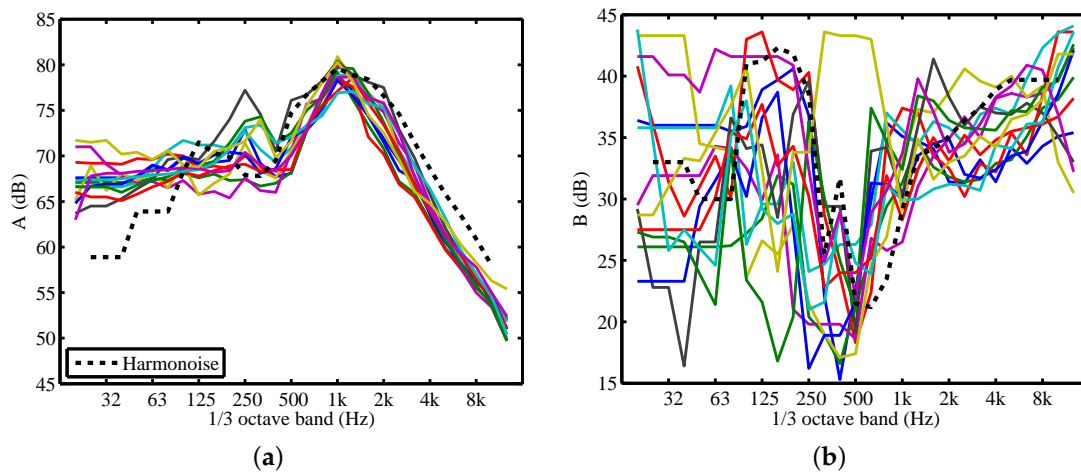 85
80
75
70
65
60
55
50
45
A (dB)
Harmonoise
32 63 125 250 500 1k 2k 4k 8k
1/3 octave band (Hz)
(a)
45
40
35
30
25
20
15
B (dB)
32 63 125 250 500 1k 2k 4k 8k
1/3 octave band (Hz)
(b)